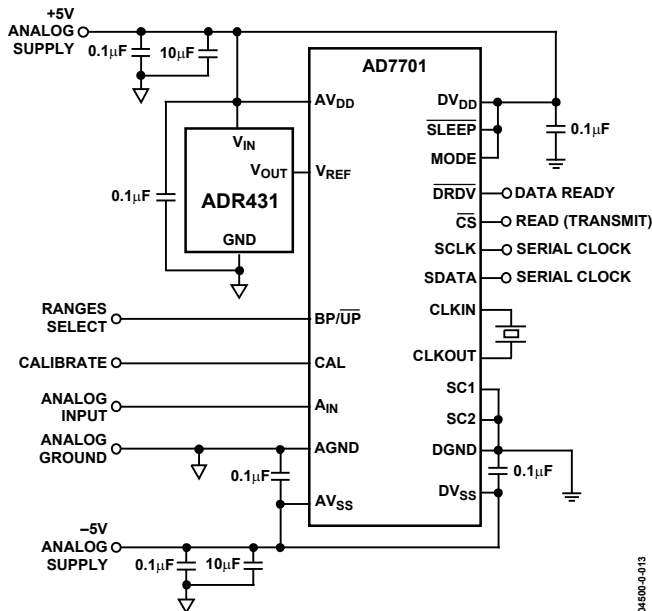 +5V
ANALOG
SUPPLY
0.1µF
10µF
AD7701
AVDD
DVDD
SLEEP
0.1µF
MODE
VIN
VOUT
VREF
ADR431
0.1µF
GND
DRDV
DATA READY
CS
READ (TRANSMIT)
SCLK
SERIAL CLOCK
SDATA
SERIAL CLOCK
RANGES
SELECT
BP/UP
CLKIN
CALIBRATE
CAL
CLKOUT
ANALOG
INPUT
AIN
SC1
SC2
ANALOG
GROUND
AGND
DGND
0.1µF
0.1µF
AVSS
DVSS
–5V
ANALOG
SUPPLY
0.1µF
10µF
04500-0-013